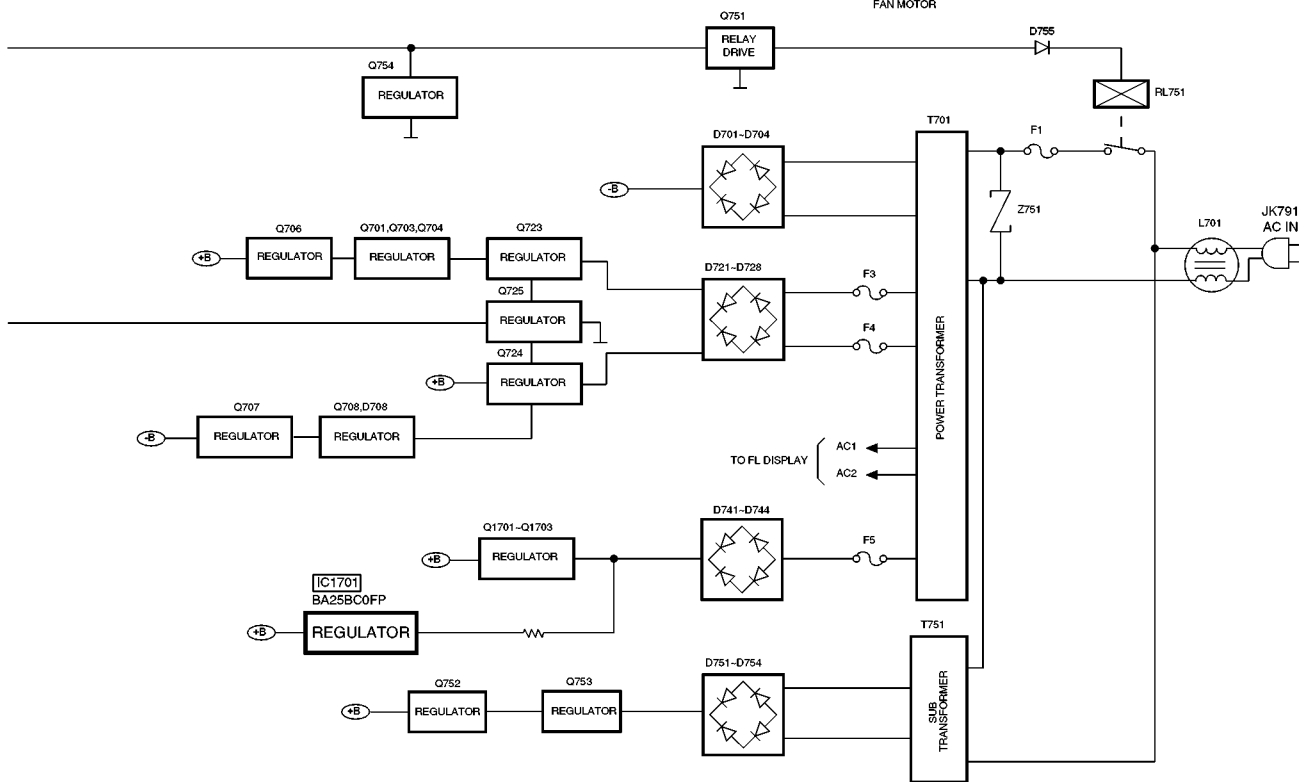 FAN MOTOR
Q751
RELAY
DRIVE
D755
Q754
REGULATOR
RL751
T701
F1
D701~D704
-B
Z751
JK791
AC IN
L701
Q706
Q701,Q703,Q704
Q723
+B
REGULATOR
REGULATOR
REGULATOR
D721~D728
F3
Q725
REGULATOR
F4
Q724
+B
REGULATOR
POWER TRANSFORMER
Q707
Q708,D708
-B
REGULATOR
REGULATOR
TO FL DISPLAY
AC1
AC2
D741~D744
Q1701~Q1703
F5
+B
REGULATOR
IC1701
BA25BC0FP
+B
REGULATOR
T751
D751~D754
Q752
Q753
+B
REGULATOR
REGULATOR
SUB
TRANSFORMER